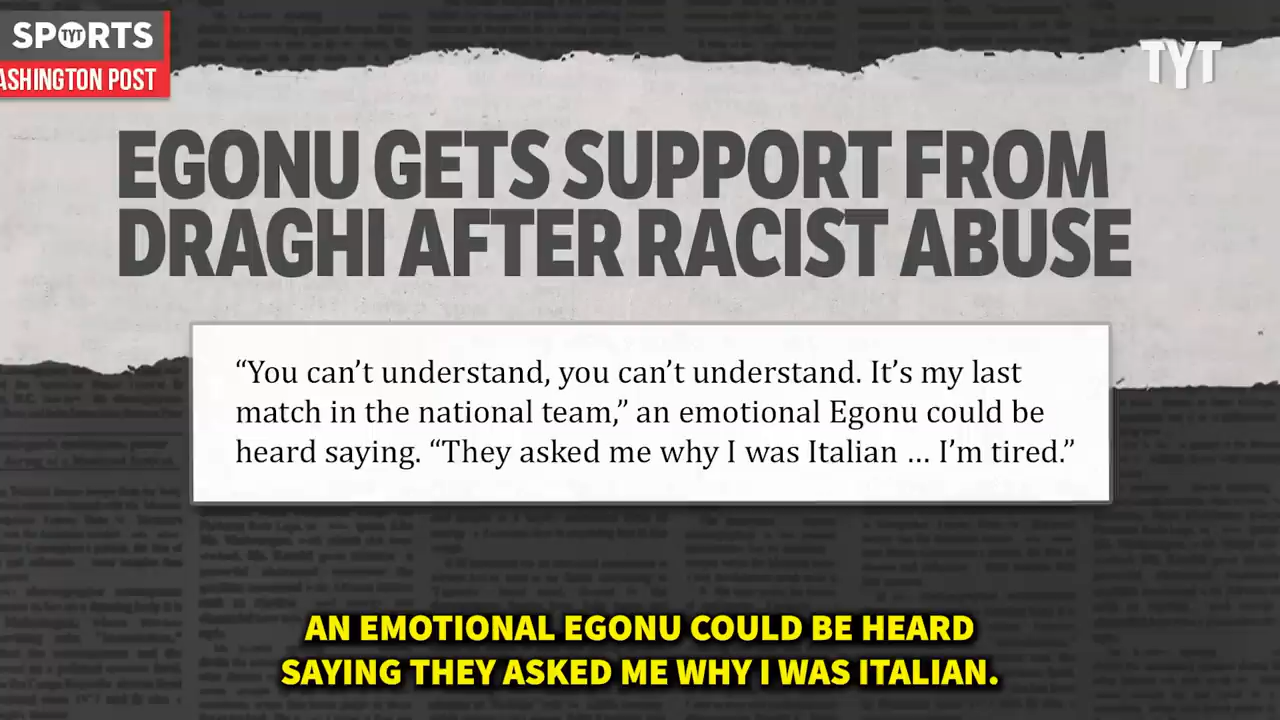 SPORTS
TYT
ASHINGTON POST
TYT
EGONU GETS SUPPORT FROM
DRAGHI AFTER RACIST ABUSE
“You can’t understand, you can’t understand. It’s my last
match in the national team,” an emotional Egonu could be
heard saying. “They asked me why I was Italian ... I’m tired.”
AN EMOTIONAL EGONU COULD BE HEARD
SAYING THEY ASKED ME WHY I WAS ITALIAN.